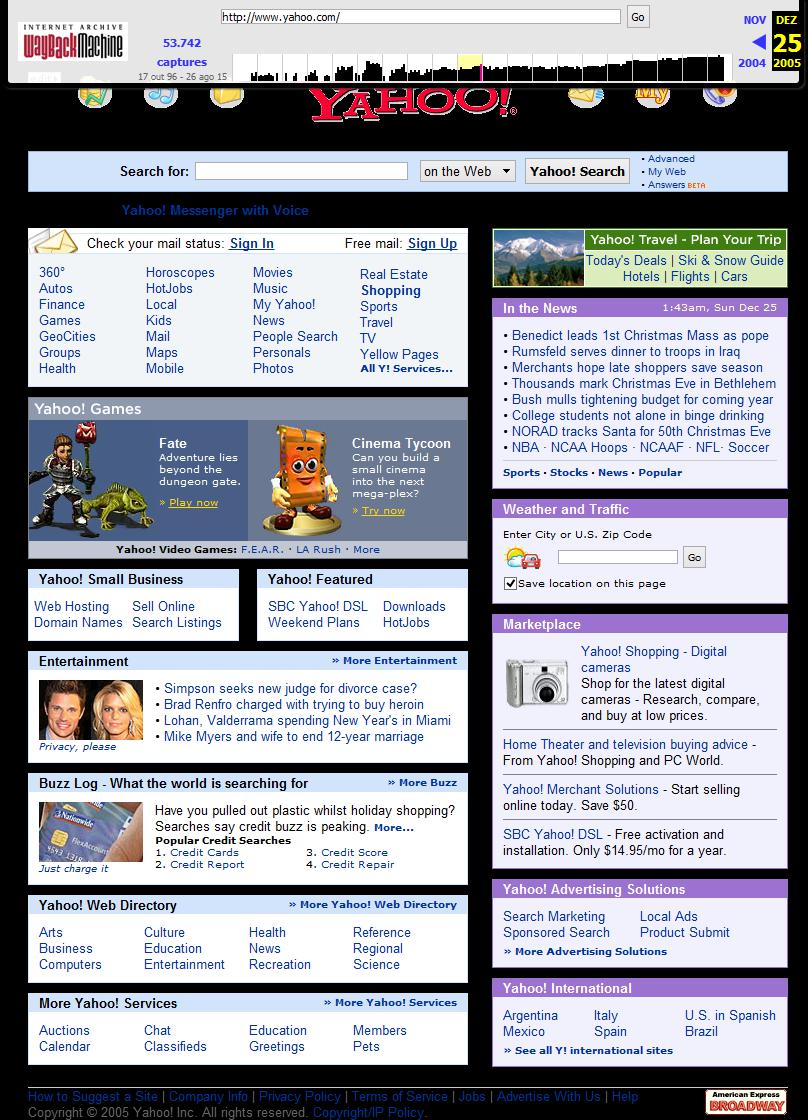 INTERNET ARCHIVE
WayBackMachine
http://www.yahoo.com/
Go
53.742
captures
17 out 96 - 26 ago 15
NOV
DEZ
25
2004
2005
YAHOO!
My
Search for:
on the Web
Yahoo! Search
• Advanced
• My Web
• Answers BETA
Yahoo! Messenger with Voice
Check your mail status: Sign In
Free mail: Sign Up
360° Horoscopes Movies Real Estate
Autos HotJobs Music Shopping
Finance Local My Yahoo! Sports
Games Kids News Travel
GeoCities Mail People Search TV
Groups Maps Personals Yellow Pages
Health Mobile Photos All Y! Services...
Yahoo! Games
Fate
Adventure lies
beyond the
dungeon gate.
» Play now
Cinema Tycoon
Can you build a
small cinema
into the next
mega-plex?
» Try now
Yahoo! Video Games: F.E.A.R. · LA Rush · More
Yahoo! Small Business
Web Hosting Sell Online
Domain Names Search Listings
Yahoo! Featured
SBC Yahoo! DSL Downloads
Weekend Plans HotJobs
Entertainment » More Entertainment
• Simpson seeks new judge for divorce case?
• Brad Renfro charged with trying to buy heroin
• Lohan, Valderrama spending New Year's in Miami
• Mike Myers and wife to end 12-year marriage
Privacy, please
Buzz Log - What the world is searching for » More Buzz
Nationwide
FlexAccount
4543 1318
Have you pulled out plastic whilst holiday shopping?
Searches say credit buzz is peaking. More...
Popular Credit Searches
1. Credit Cards 3. Credit Score
2. Credit Report 4. Credit Repair
Just charge it
Yahoo! Web Directory » More Yahoo! Web Directory
Arts Culture Health Reference
Business Education News Regional
Computers Entertainment Recreation Science
More Yahoo! Services » More Yahoo! Services
Auctions Chat Education Members
Calendar Classifieds Greetings Pets
Yahoo! Travel - Plan Your Trip
Today's Deals | Ski & Snow Guide
Hotels | Flights | Cars
In the News 1:43am, Sun Dec 25
• Benedict leads 1st Christmas Mass as pope
• Rumsfeld serves dinner to troops in Iraq
• Merchants hope late shoppers save season
• Thousands mark Christmas Eve in Bethlehem
• Bush mulls tightening budget for coming year
• College students not alone in binge drinking
• NORAD tracks Santa for 50th Christmas Eve
• NBA · NCAA Hoops · NCAAF · NFL· Soccer
Sports · Stocks · News · Popular
Weather and Traffic
Enter City or U.S. Zip Code
Go
Save location on this page
Marketplace
Yahoo! Shopping - Digital
cameras
Shop for the latest digital
cameras - Research, compare,
and buy at low prices.
Home Theater and television buying advice -
From Yahoo! Shopping and PC World.
Yahoo! Merchant Solutions - Start selling
online today. Save $50.
SBC Yahoo! DSL - Free activation and
installation. Only $14.95/mo for a year.
Yahoo! Advertising Solutions
Search Marketing Local Ads
Sponsored Search Product Submit
» More Advertising Solutions
Yahoo! International
Argentina Italy U.S. in Spanish
Mexico Spain Brazil
» See all Y! international sites
How to Suggest a Site | Company Info | Privacy Policy | Terms of Service | Jobs | Advertise With Us | Help
Copyright © 2005 Yahoo! Inc. All rights reserved. Copyright/IP Policy.
American Express
BROADWAY